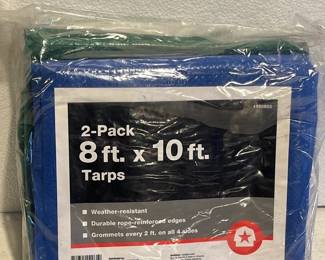 2-Pack
8 ft. x 10 ft.
Tarps
Weather-resistant
Durable rope-reinforced edges
Grommets every 2 ft. on all 4 sides